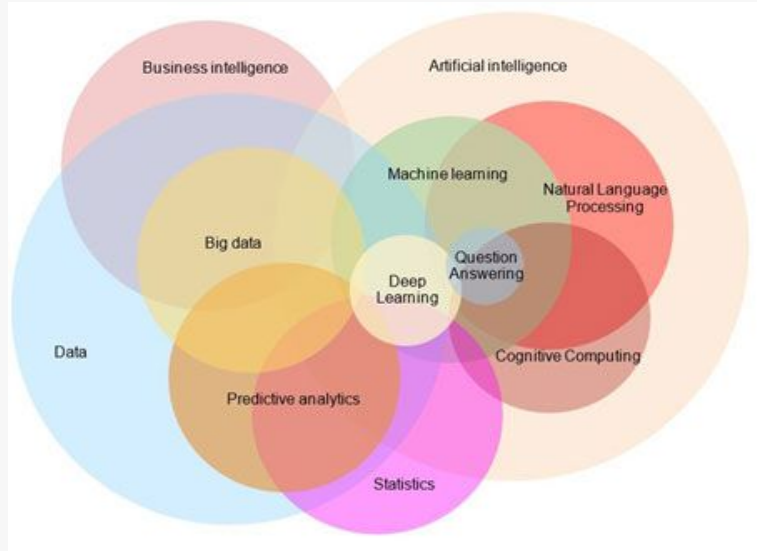 Business intelligence
Artificial intelligence
Machine learning
Natural Language
Processing
Big data
Question
Answering
Deep
Learning
Data
Cognitive Computing
Predictive analytics
Statistics